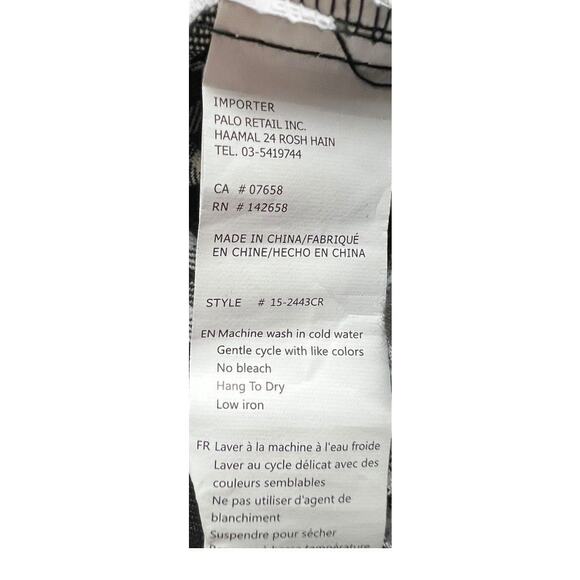 IMPORTER
PALO RETAIL INC.
HAAMAL 24 ROSH HAIN
TEL. 03-5419744
CA # 07658
RN # 142658
MADE IN CHINA/FABRIQUÉ
EN CHINE/HECHO EN CHINA
STYLE # 15-2443CR
EN Machine wash in cold water
Gentle cycle with like colors
No bleach
Hang To Dry
Low iron
FR Laver à la machine à l'eau froide
Laver au cycle délicat avec des
couleurs semblables
Ne pas utiliser d'agent de
blanchiment
Suspendre pour sécher
température